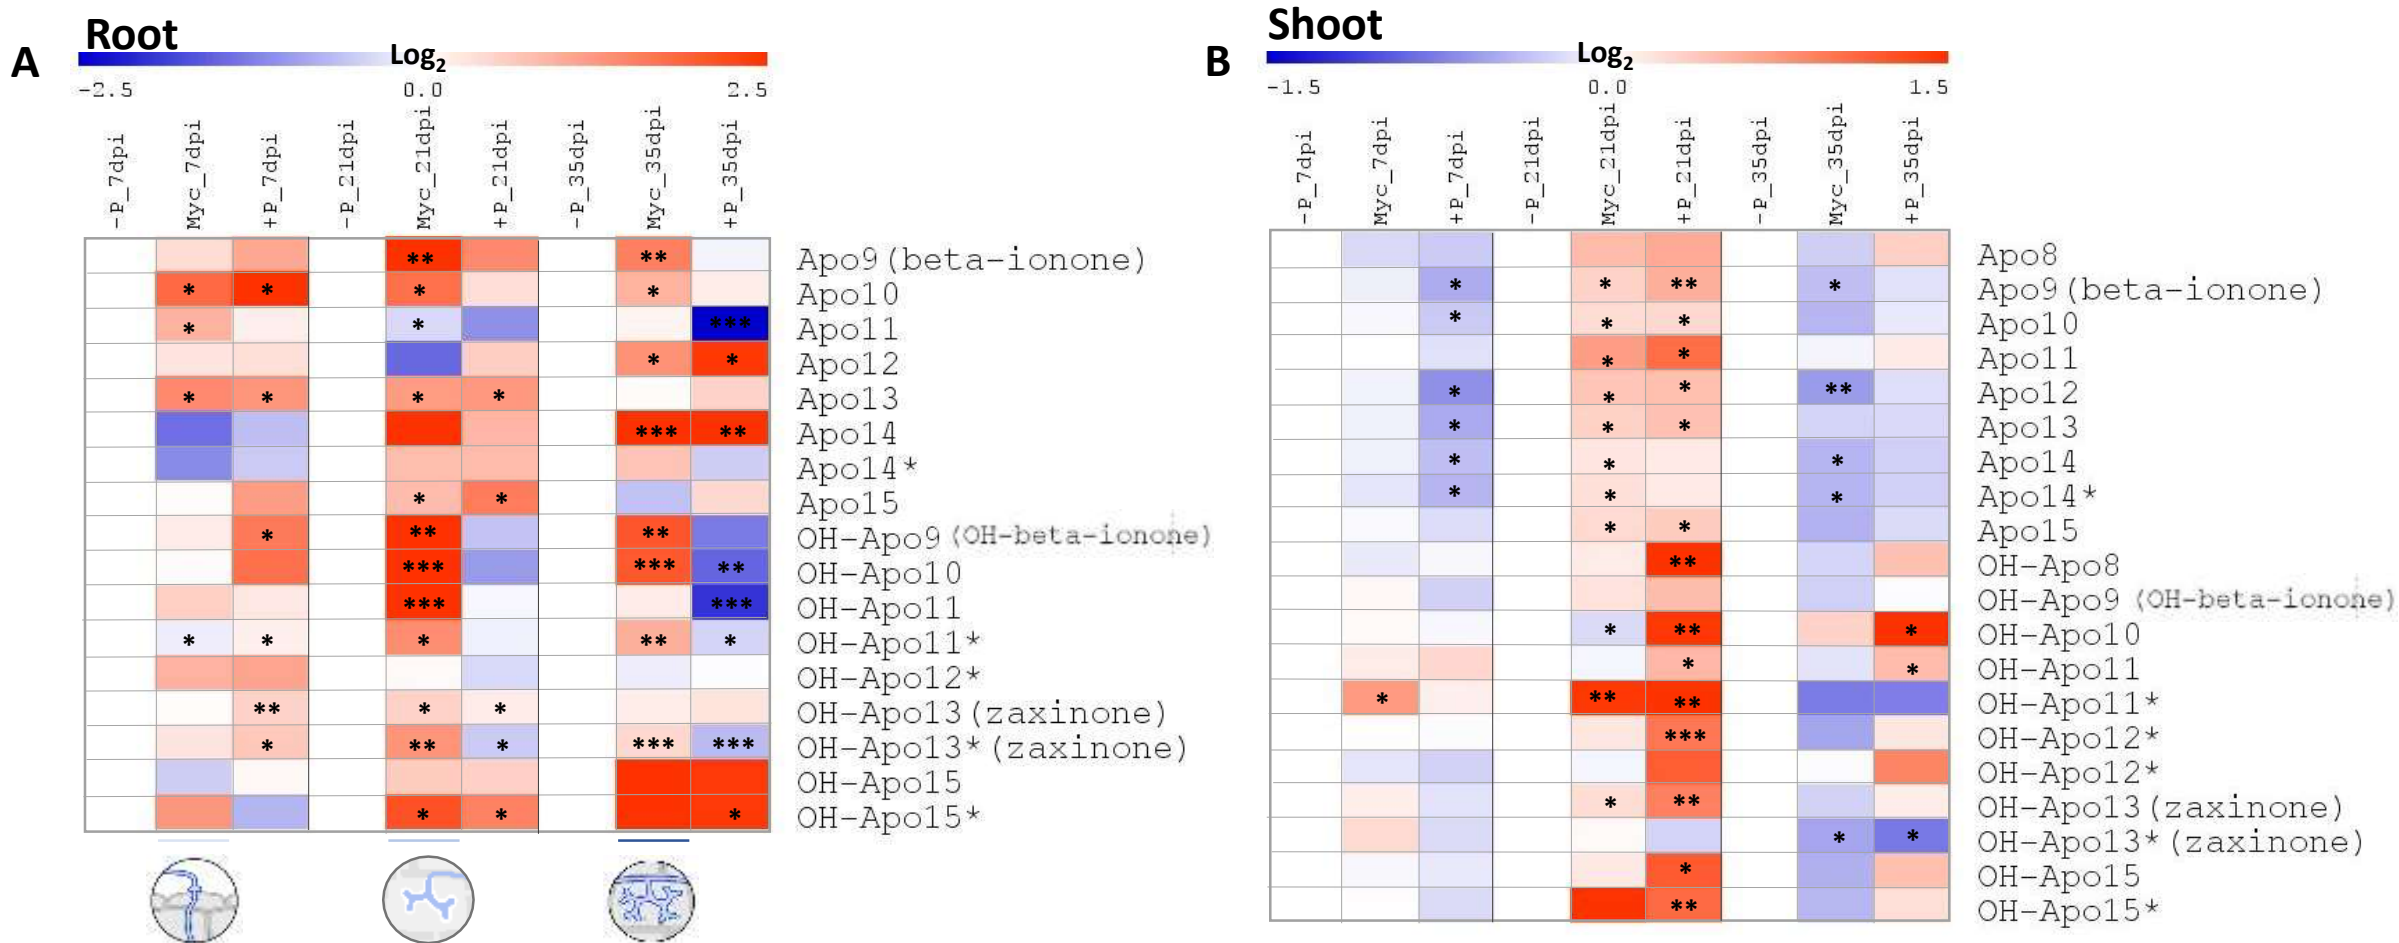 A
Root
Log2
-2.5 0.0 2.5
-P_7dpi
Myc_7dpi
+P_7dpi
-P_21dpi
Myc_21dpi
+P_21dpi
-P_35dpi
Myc_35dpi
+P_35dpi
** ** Apo9(beta-ionone)
* * * * Apo10
* * *** Apo11
* * Apo12
* * * * Apo13
*** ** Apo14
Apo14*
* * Apo15
* ** ** OH-Apo9 (OH-beta-ionone)
*** *** ** OH-Apo10
*** *** OH-Apo11
* * * ** * OH-Apo11*
OH-Apo12*
** * * OH-Apo13(zaxinone)
* ** * *** *** OH-Apo13*(zaxinone)
OH-Apo15
* * * OH-Apo15*
B
Shoot
Log2
-1.5 0.0 1.5
-P_7dpi
Myc_7dpi
+P_7dpi
-P_21dpi
Myc_21dpi
+P_21dpi
-P_35dpi
Myc_35dpi
+P_35dpi
Apo8
* * ** * Apo9(beta-ionone)
* * * Apo10
* * Apo11
* * * ** Apo12
* * * Apo13
* * * Apo14
* * * Apo14*
* * Apo15
** OH-Apo8
OH-Apo9 (OH-beta-ionone)
* ** * OH-Apo10
* * OH-Apo11
* ** ** OH-Apo11*
*** OH-Apo12*
OH-Apo12*
* ** OH-Apo13(zaxinone)
* * OH-Apo13*(zaxinone)
* OH-Apo15
** OH-Apo15*